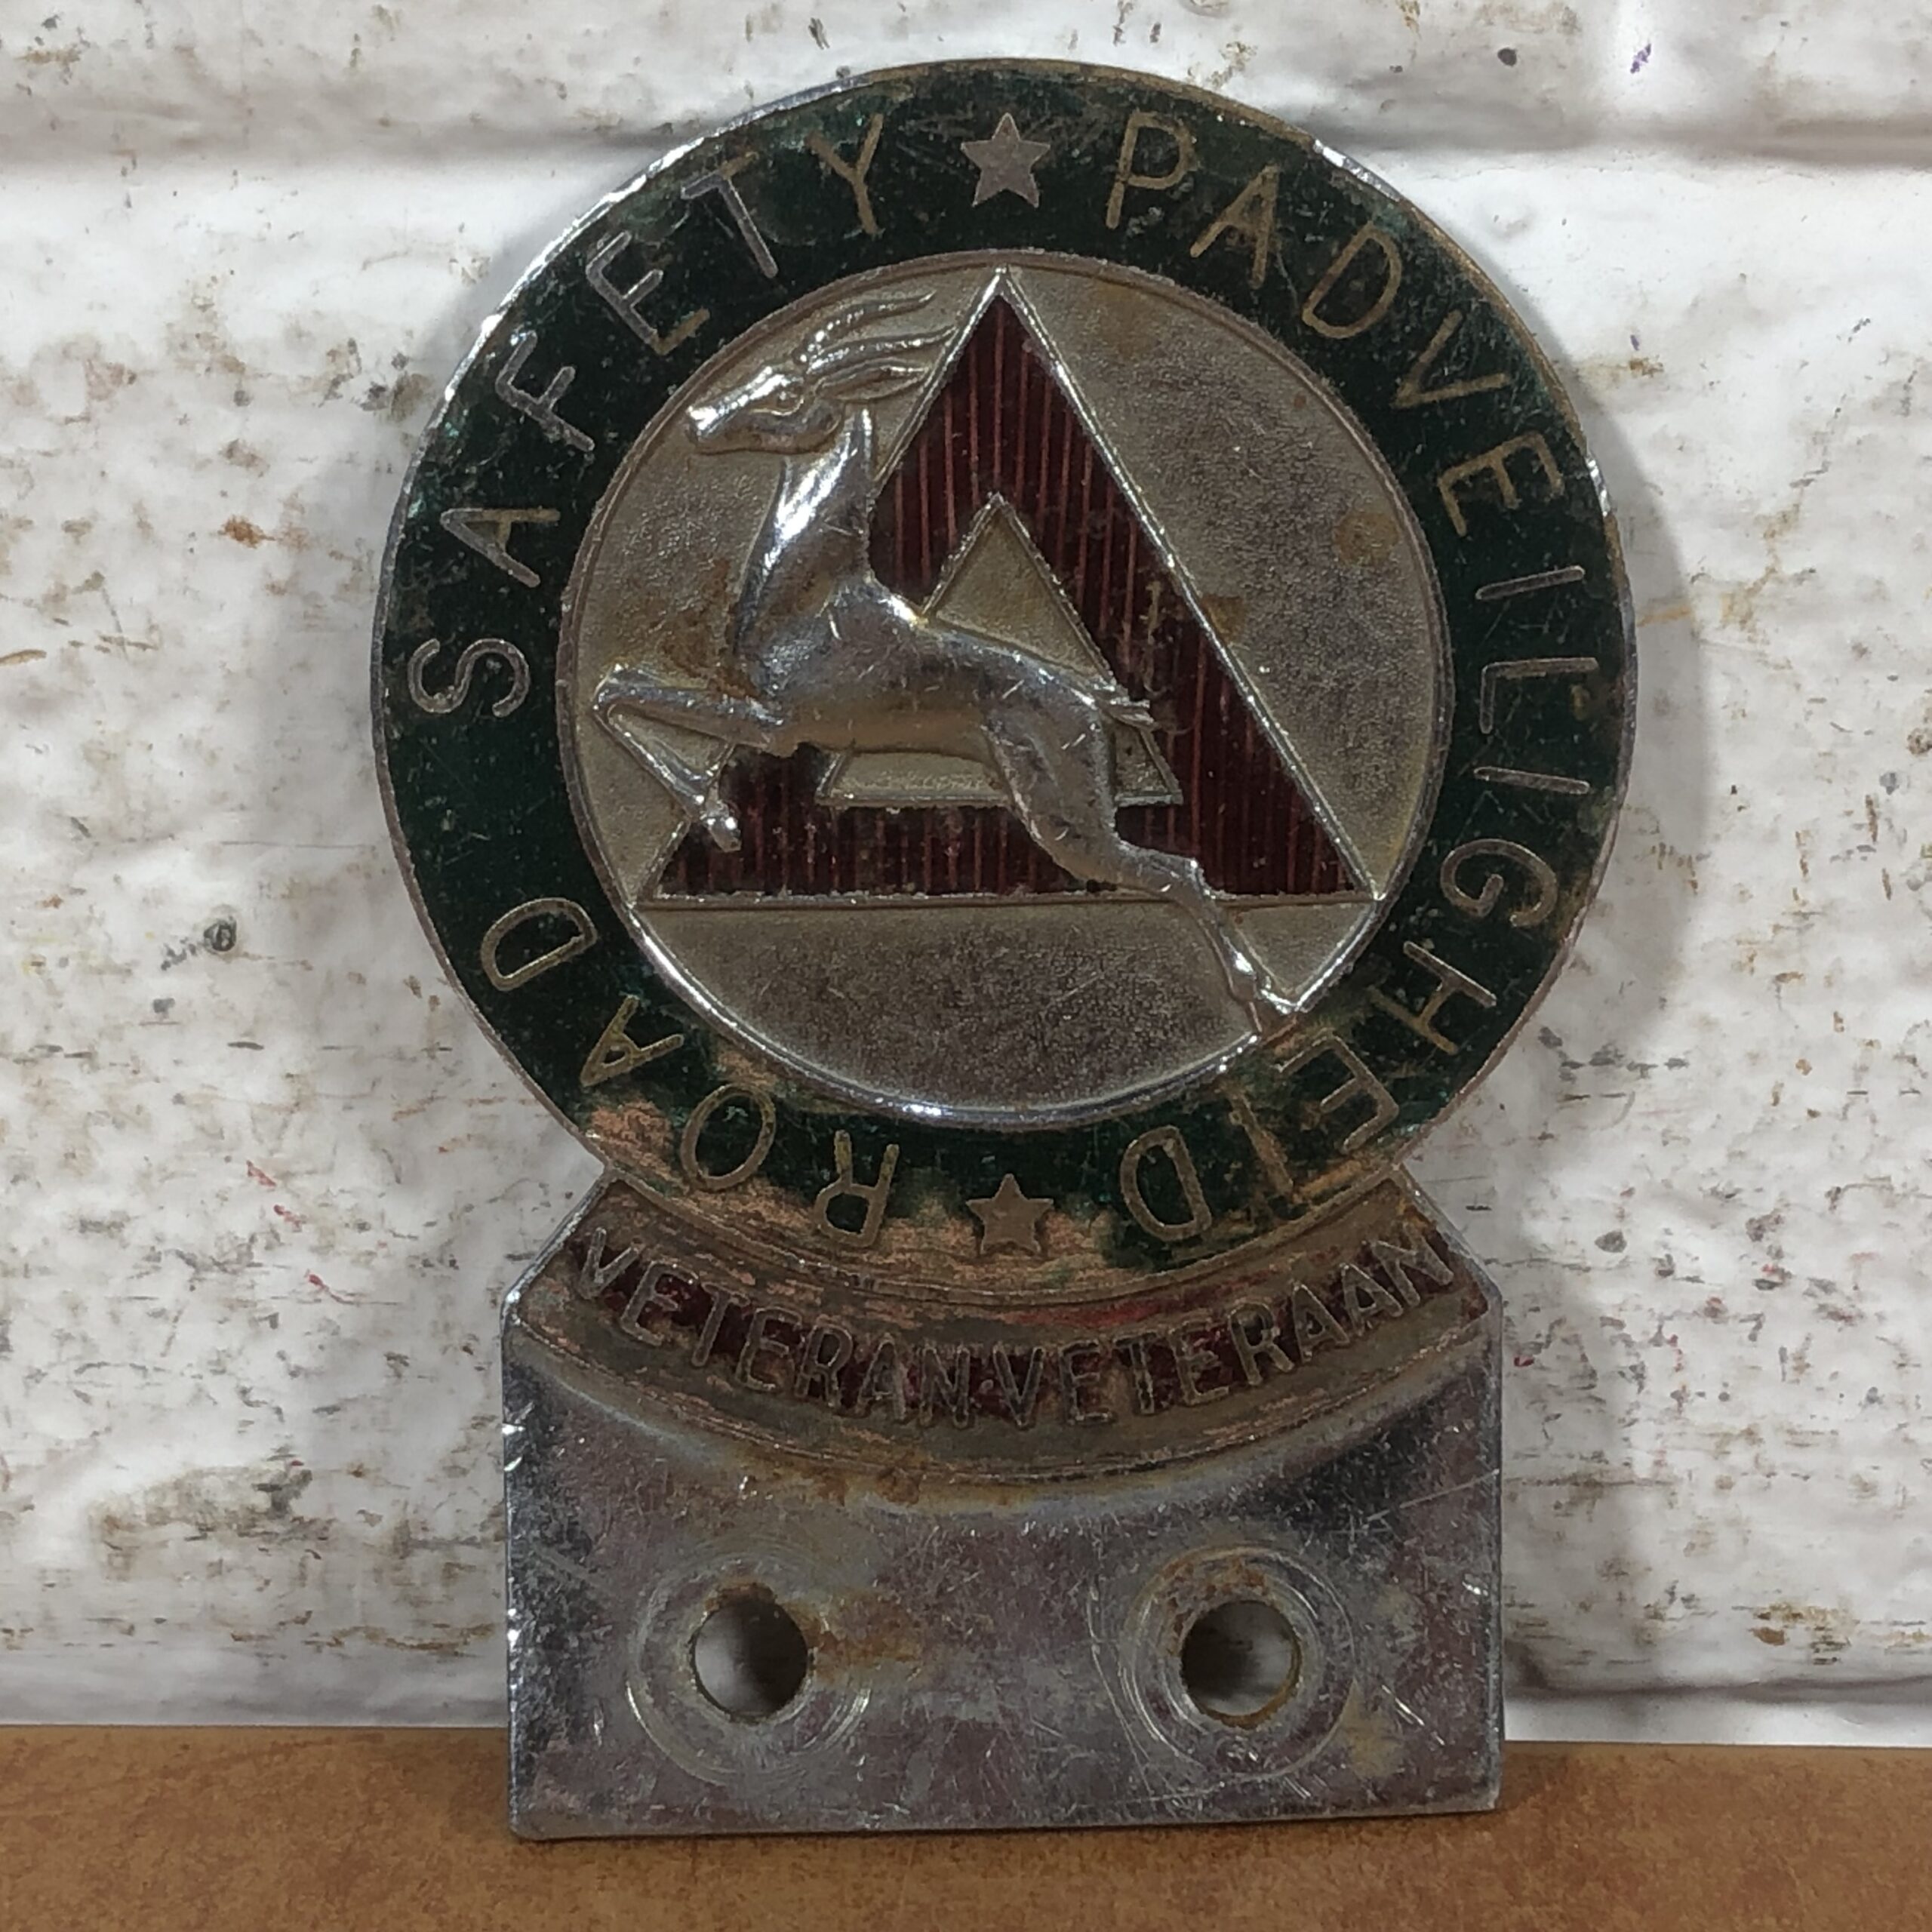 ROAD SAFETY ★ PADVEILIGHEID ★
VETERAN·VETERAAN